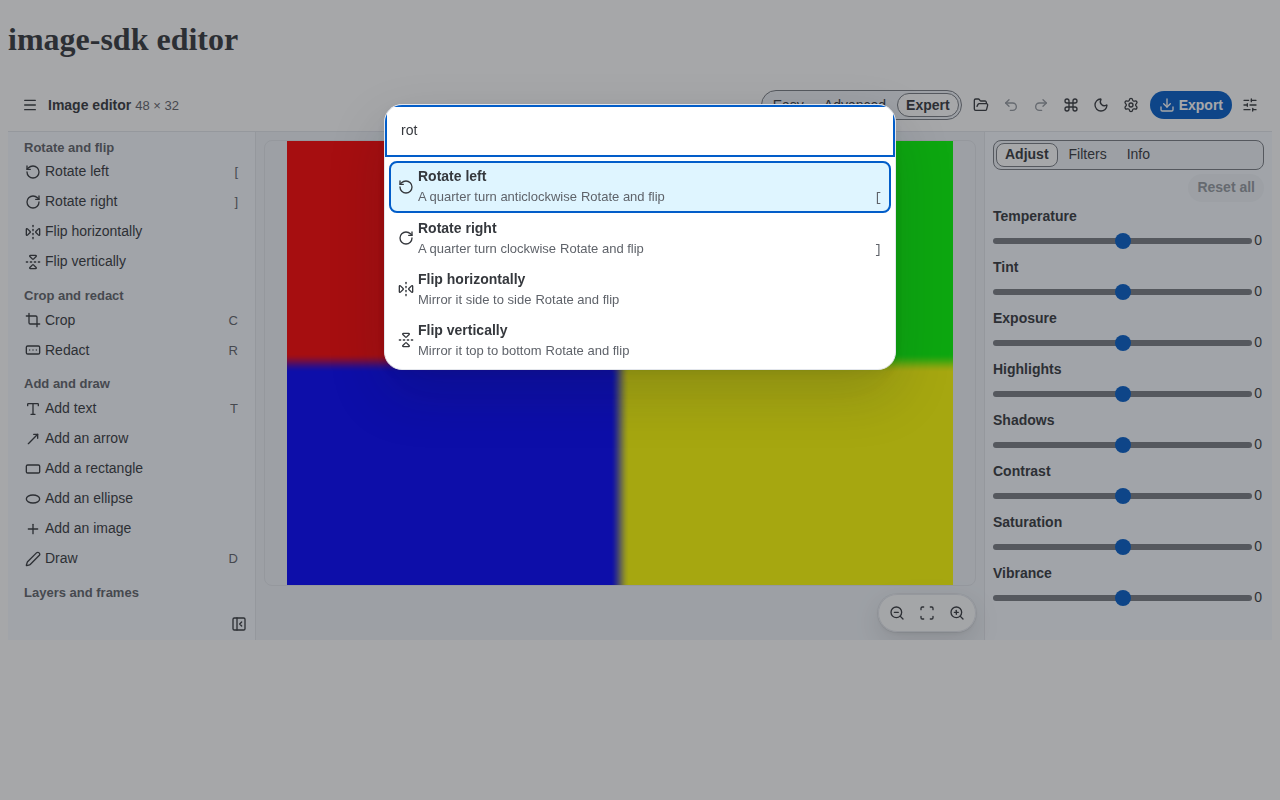 image-sdk editor
Image editor 48 × 32
Easy Advanced Expert
Export
rot
Rotate left
A quarter turn anticlockwise Rotate and flip [
Rotate right
A quarter turn clockwise Rotate and flip ]
Flip horizontally
Mirror it side to side Rotate and flip
Flip vertically
Mirror it top to bottom Rotate and flip
Rotate and flip
Rotate left [
Rotate right ]
Flip horizontally
Flip vertically
Crop and redact
Crop C
Redact R
Add and draw
Add text T
Add an arrow
Add a rectangle
Add an ellipse
Add an image
Draw D
Layers and frames
Adjust Filters Info
Reset all
Temperature
0
Tint
0
Exposure
0
Highlights
0
Shadows
0
Contrast
0
Saturation
0
Vibrance
0